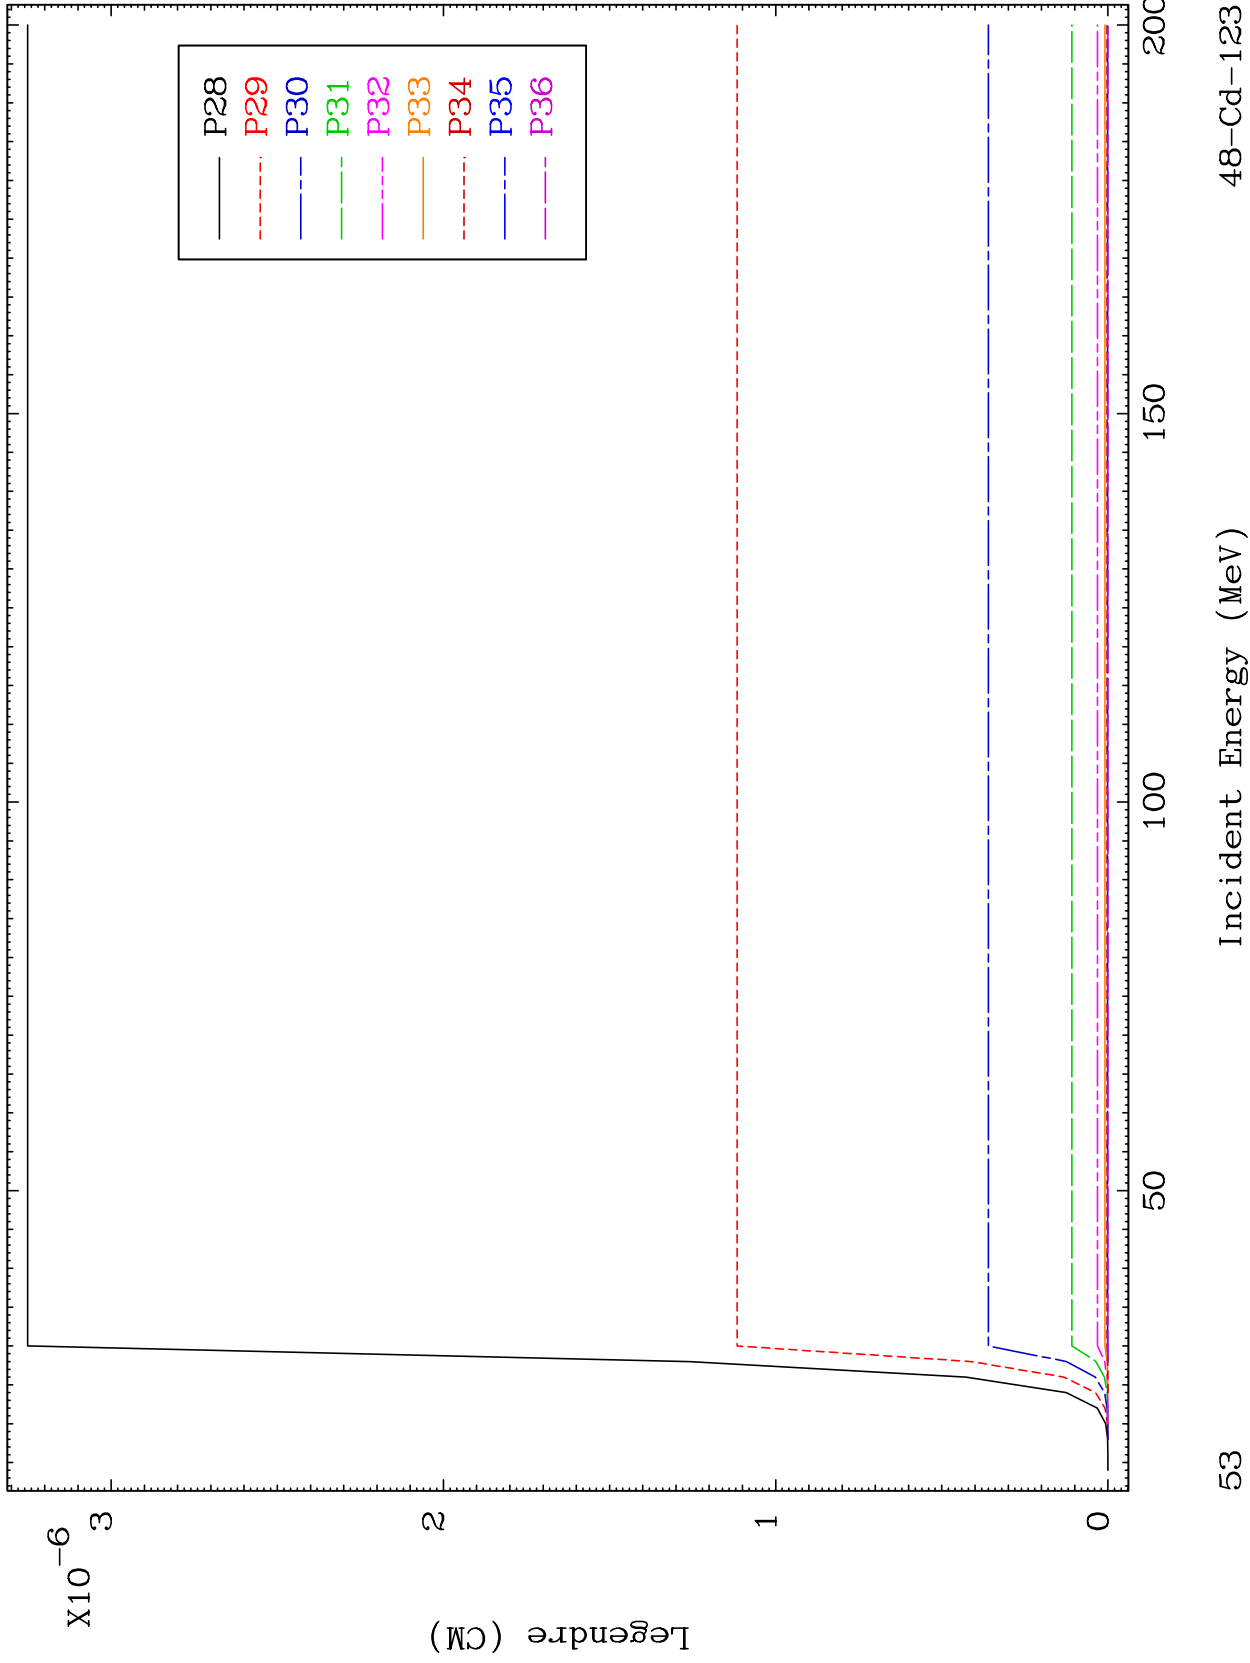 X10-6
3
2
1
0
Legendre (CM)
P28
P29
P30
P31
P32
P33
P34
P35
P36
50
100
150
200
53
Incident Energy (MeV)
48-Cd-123